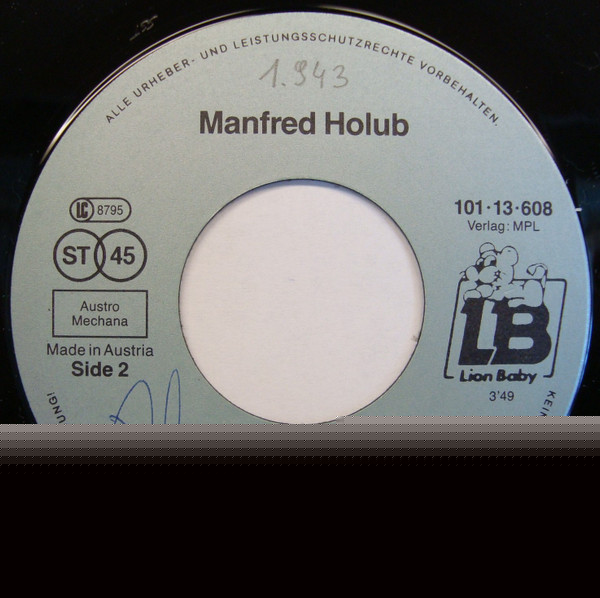 ALLE URHEBER- UND LEISTUNGSSCHUTZRECHTE VORBEHALTEN.
1.943
Manfred Holub
LC 8795
ST 45
Austro
Mechana
Made in Austria
Side 2
101·13·608
Verlag: MPL
LB
Lion Baby
3'49